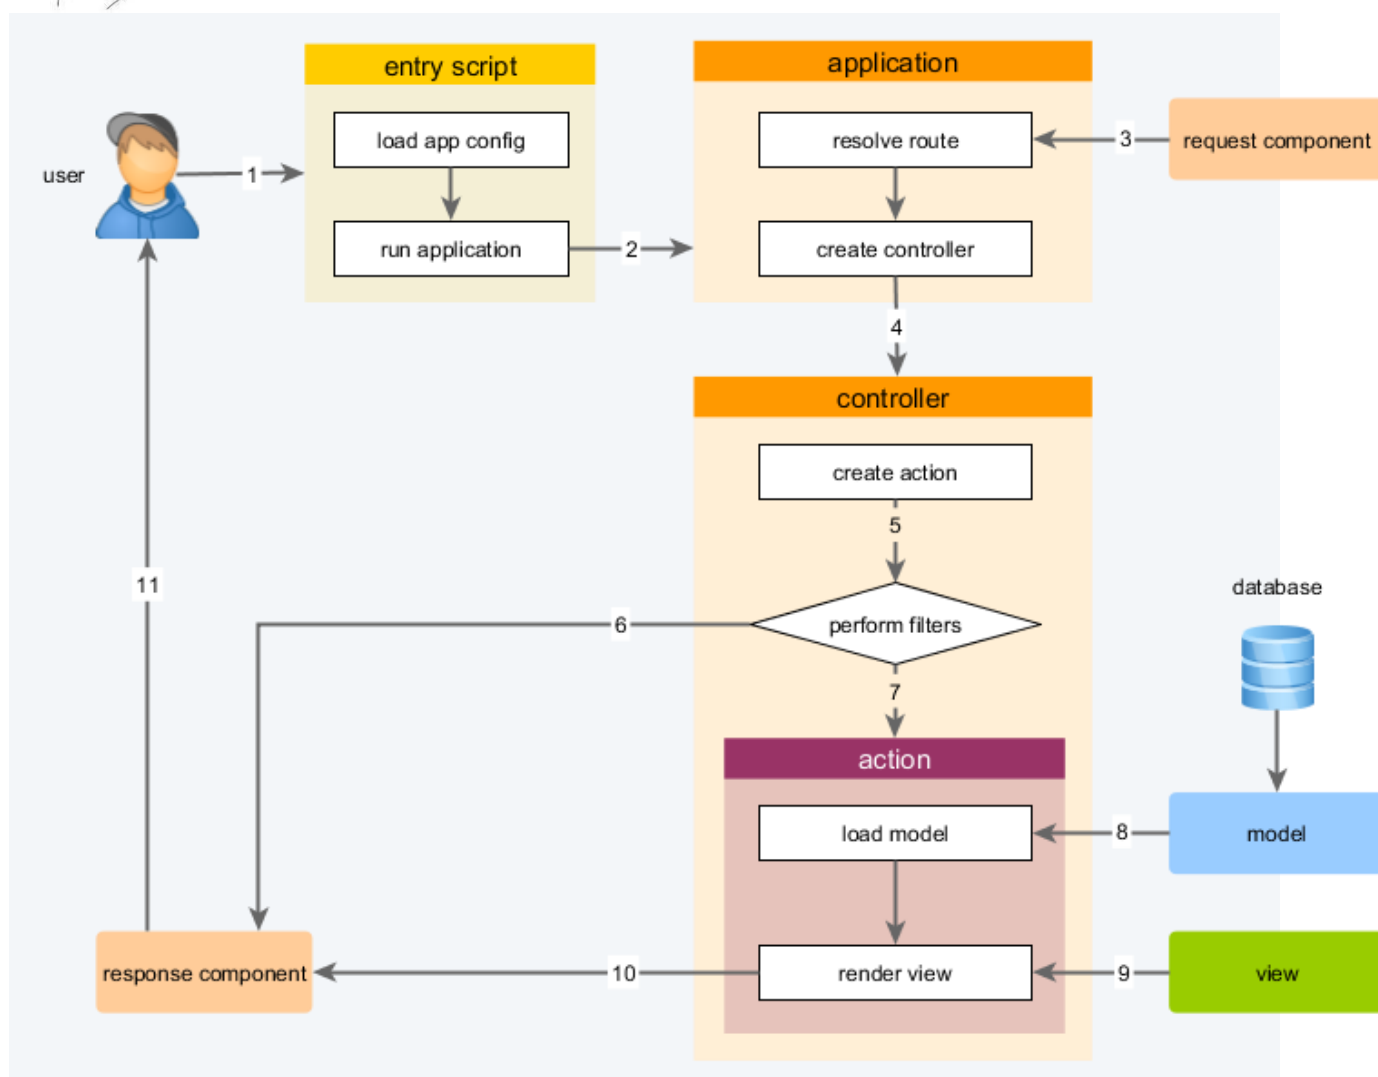 entry script
application
load app config
resolve route
3
request component
user
1
run application
2
create controller
4
controller
create action
5
11
database
6
perform filters
7
action
load model
8
model
response component
10
render view
9
view